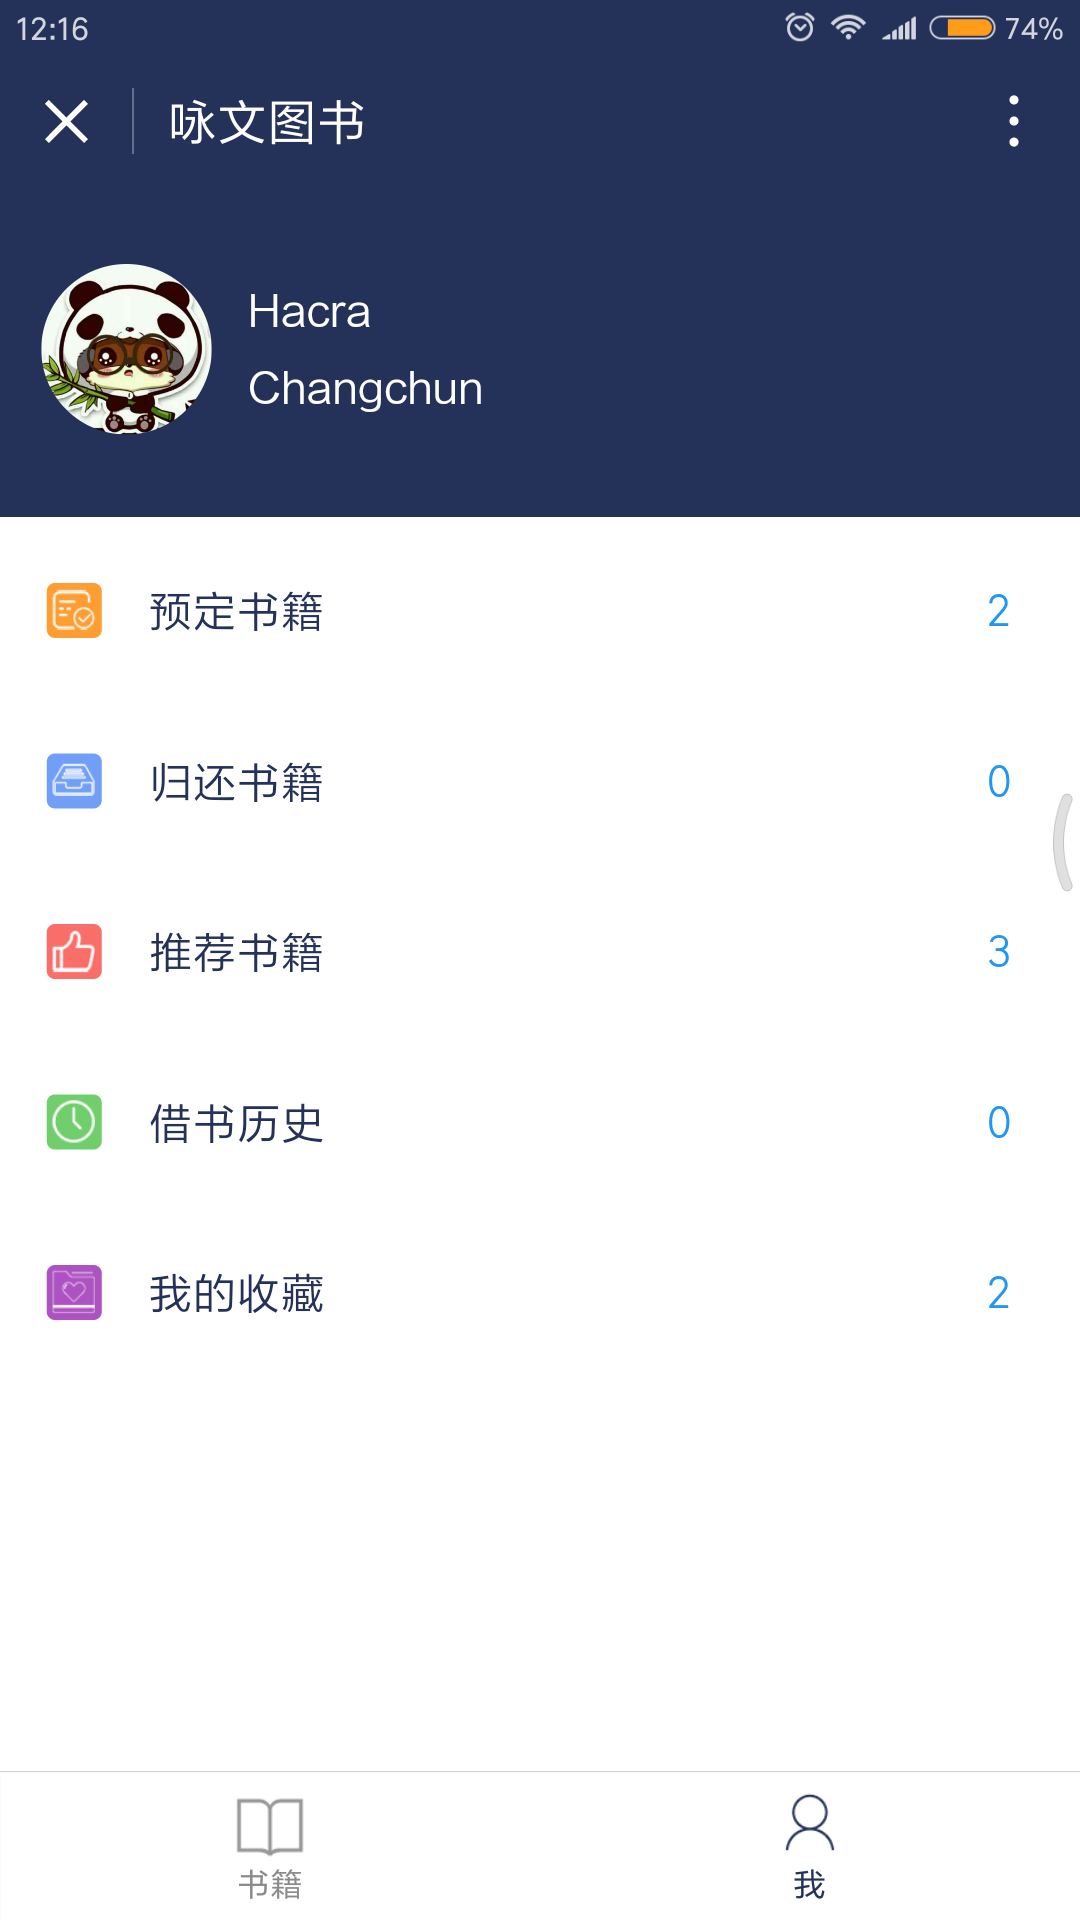 12:16 74%
咏文图书
Hacra
Changchun
预定书籍 2
归还书籍 0
推荐书籍 3
借书历史 0
我的收藏 2
书籍 我